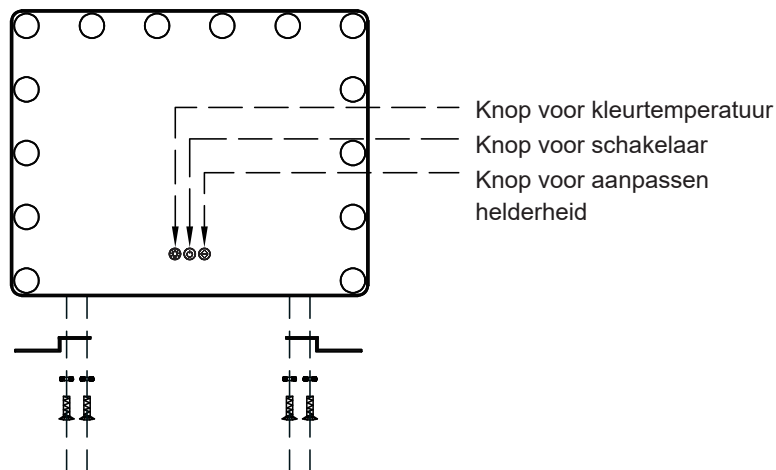 Knop voor kleurtemperatuur
Knop voor schakelaar
Knop voor aanpassen
helderheid